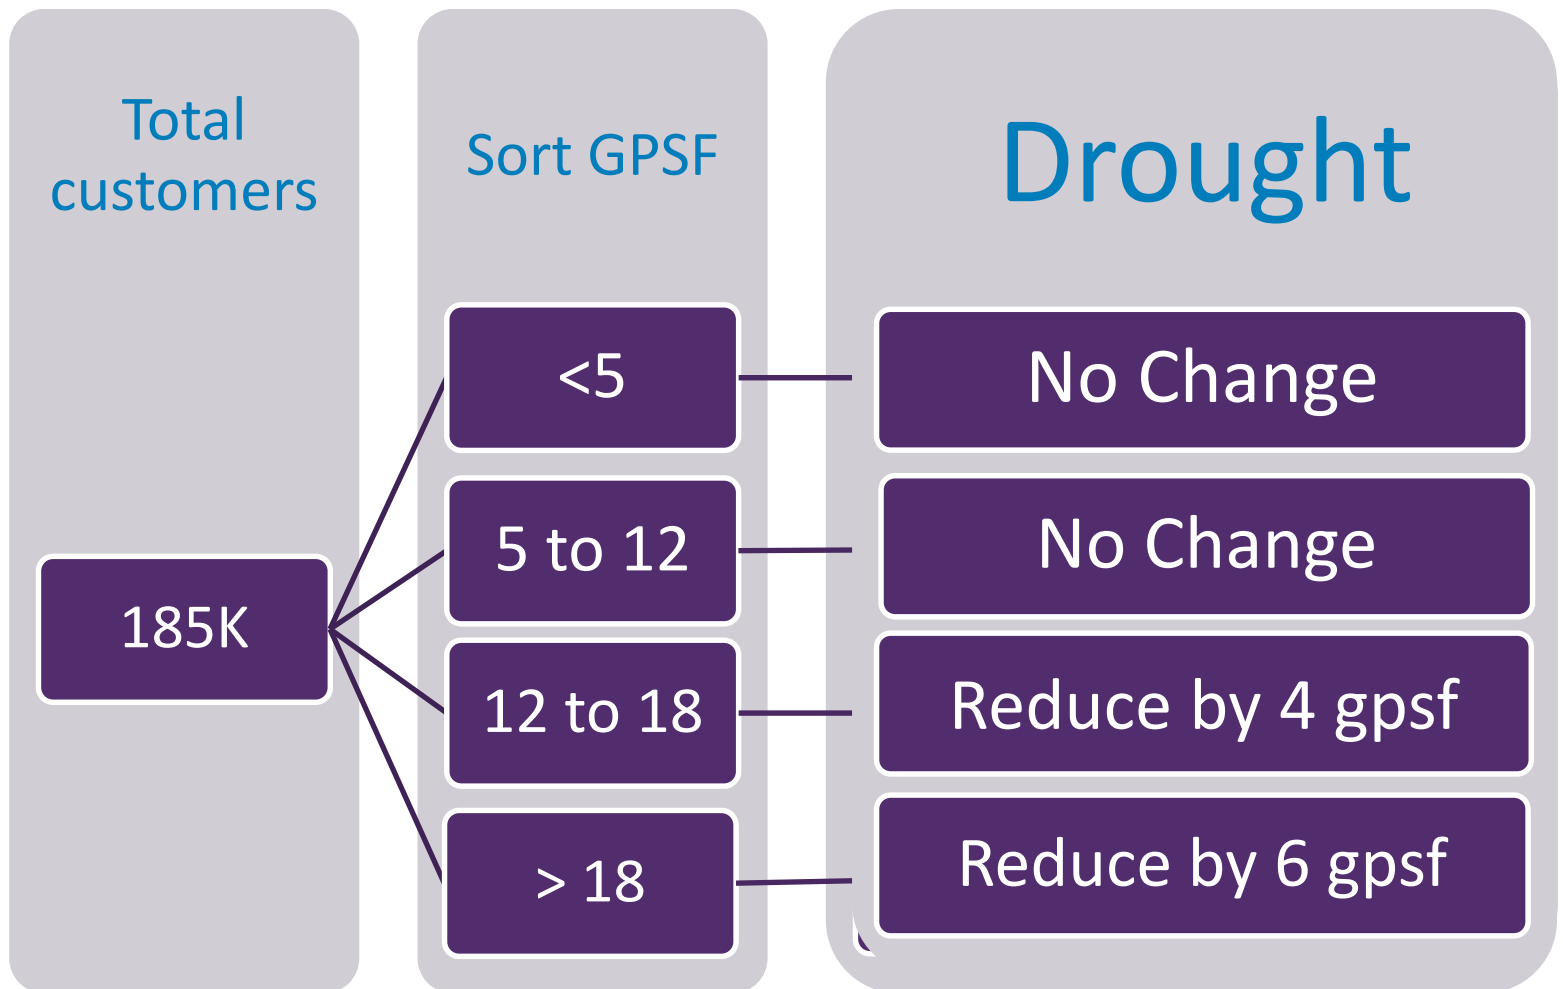 Total
customers
Sort GPSF
Drought
185K
<5
No Change
5 to 12
No Change
12 to 18
Reduce by 4 gpsf
> 18
Reduce by 6 gpsf